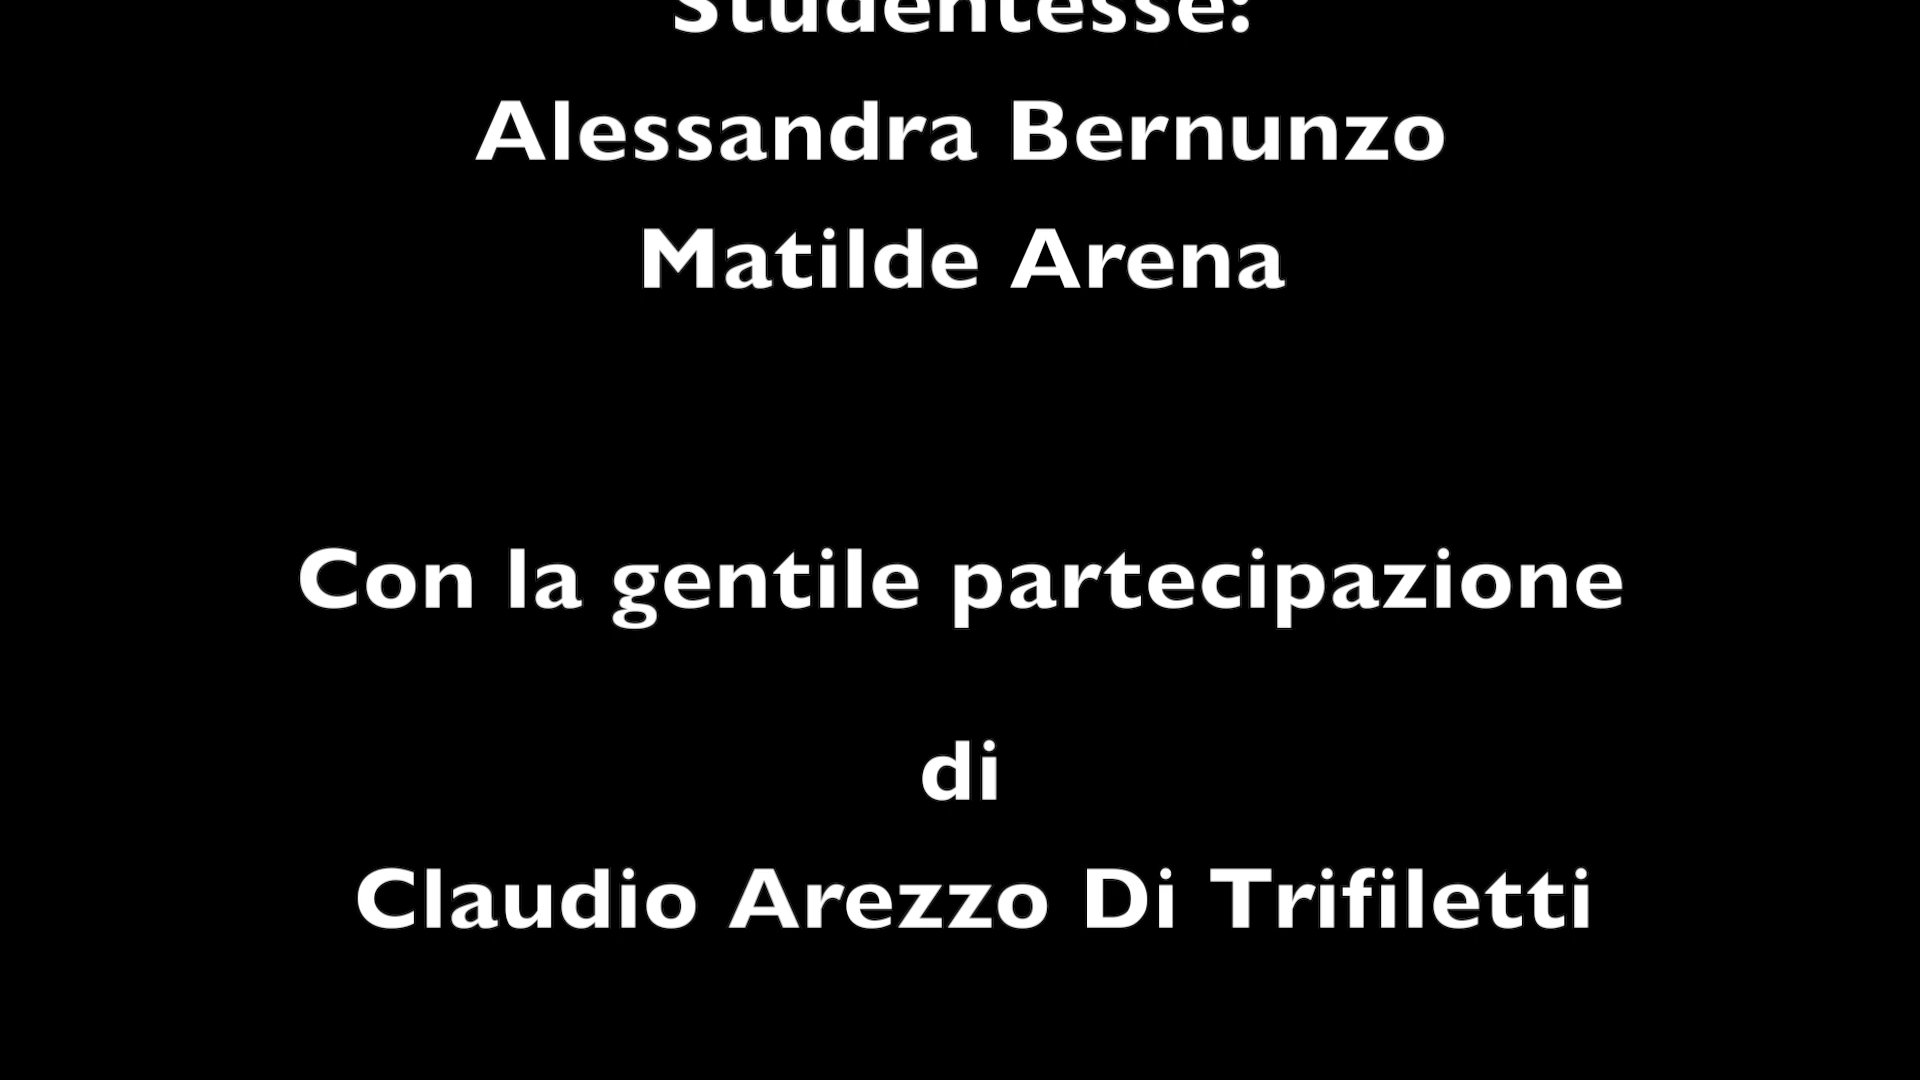 Studentesse:
Alessandra Bernunzo
Matilde Arena
Con la gentile partecipazione
di
Claudio Arezzo Di Trifiletti